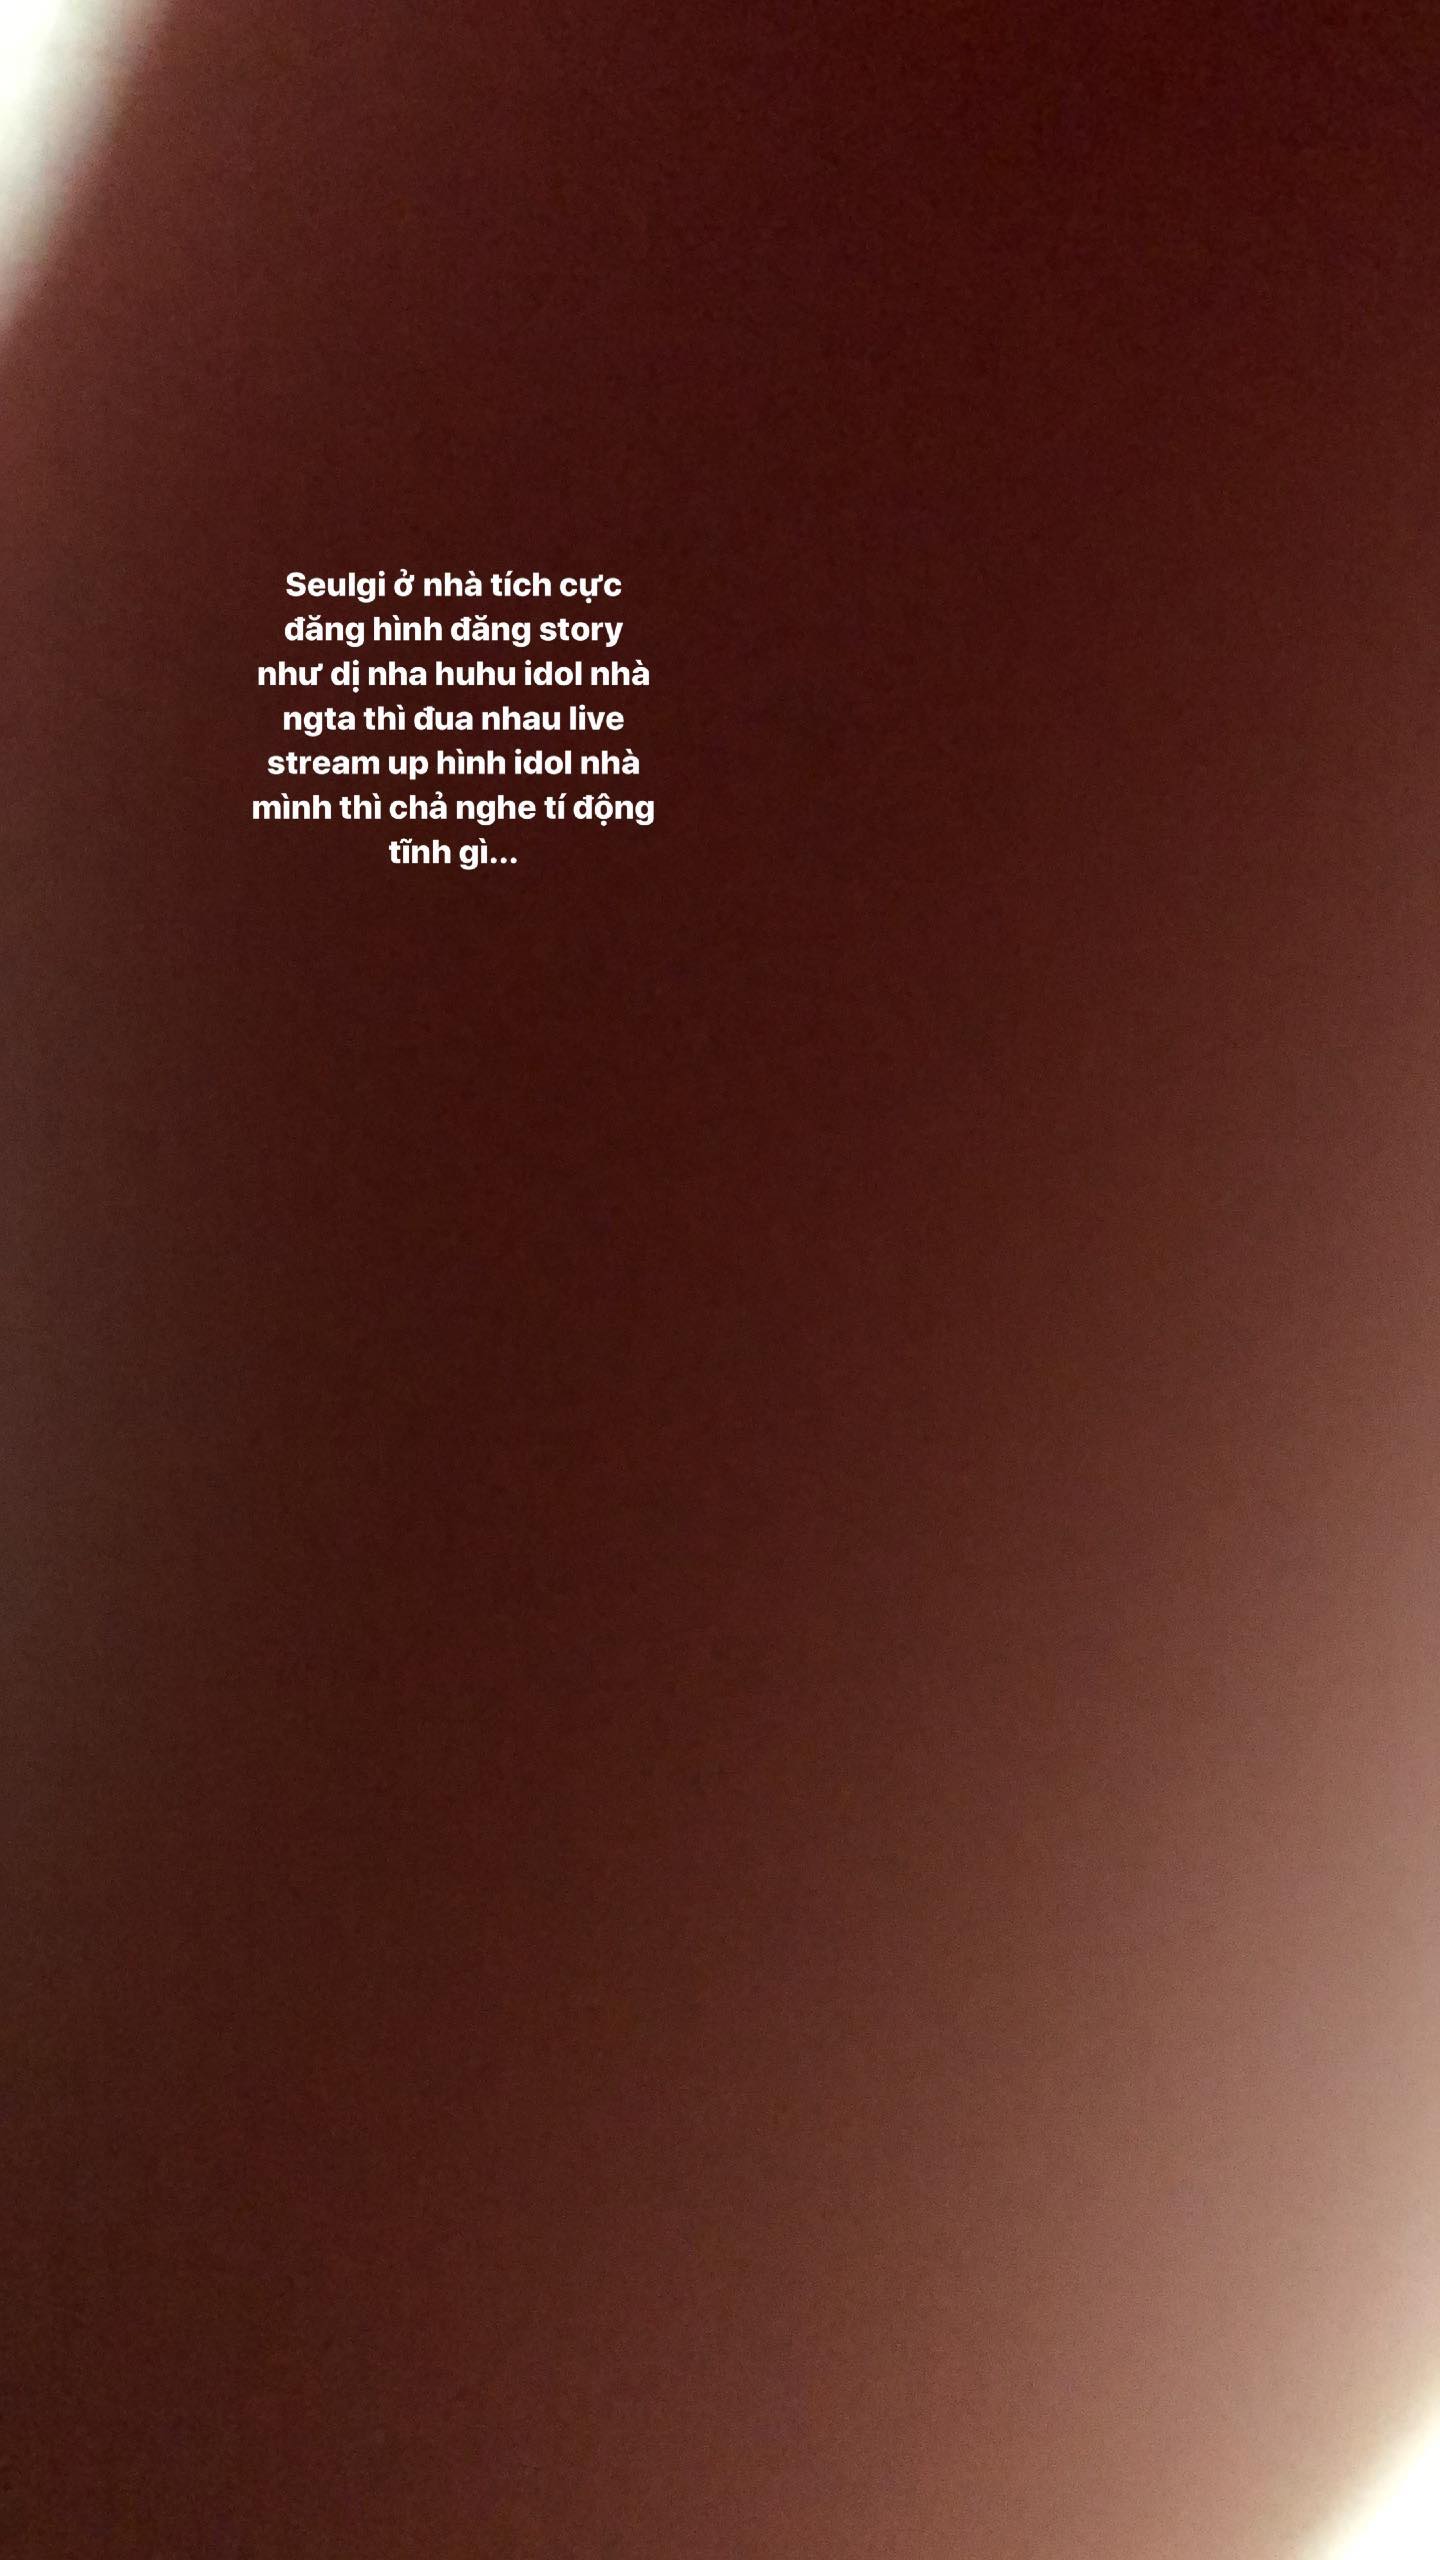 Seulgi ở nhà tích cực
đăng hình đăng story
như dị nha huhu idol nhà
ngta thì đua nhau live
stream up hình idol nhà
mình thì chả nghe tí động
tĩnh gì...